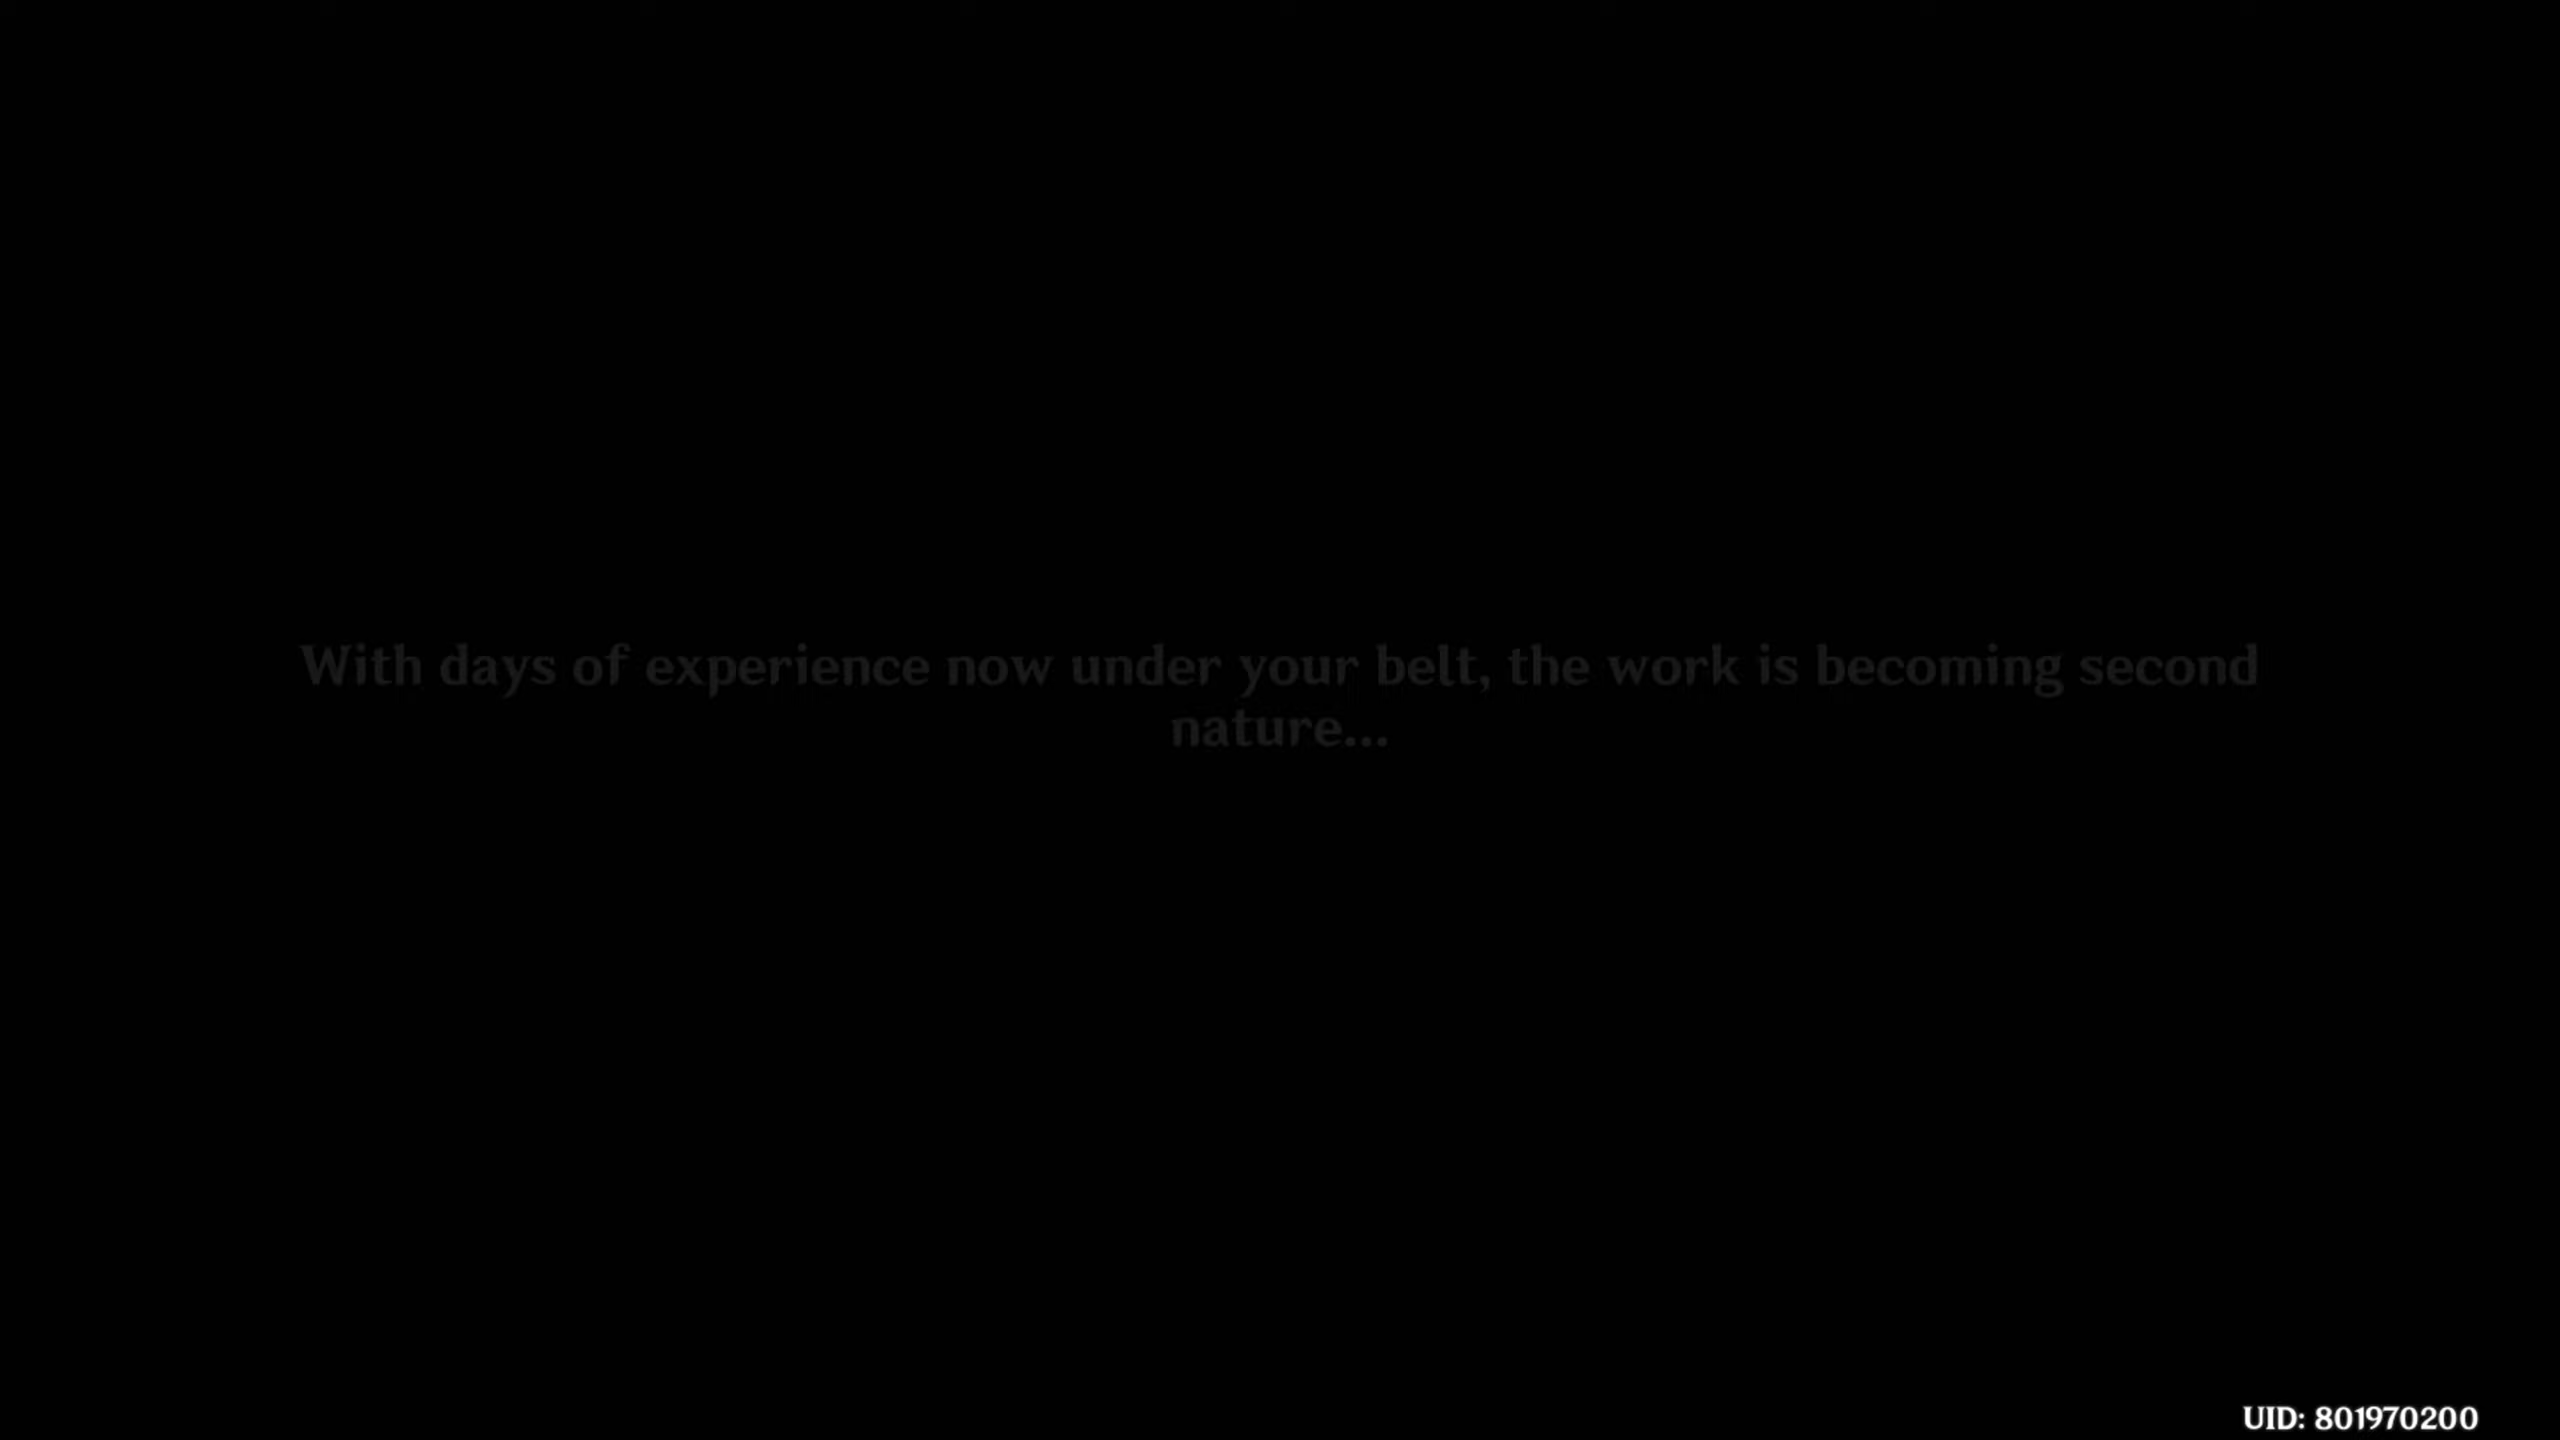 With days of experience now under your belt, the work is becoming second
nature...
UID: 801970200